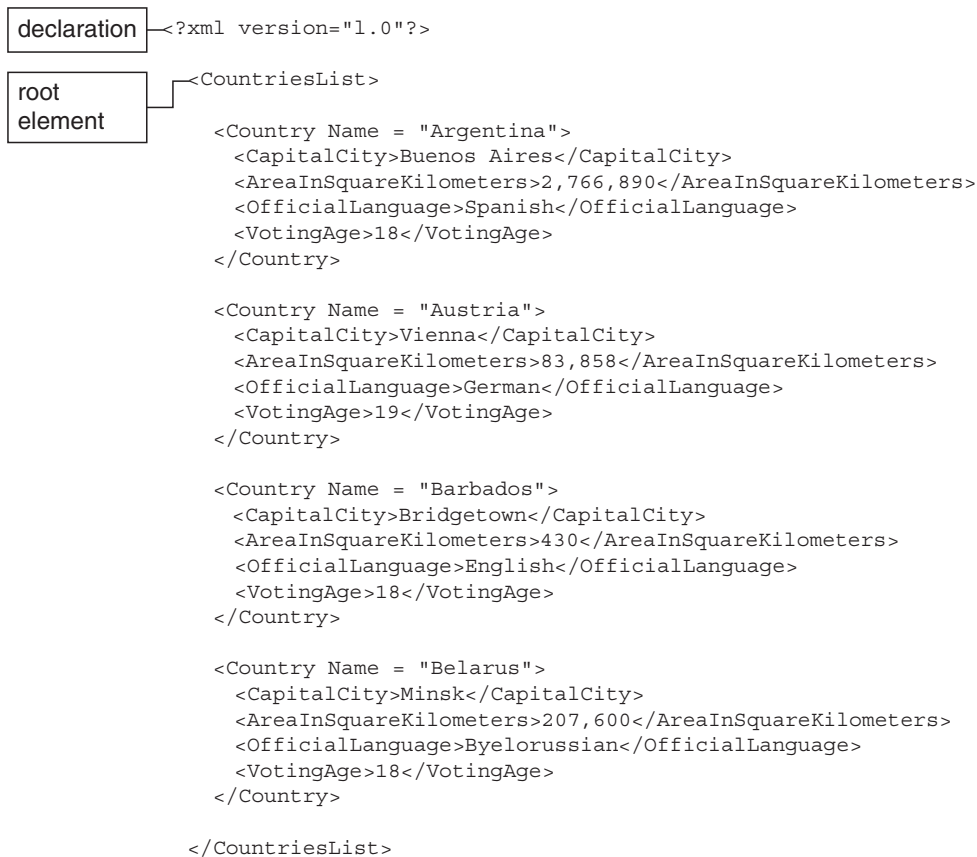 declaration
<?xml version="l.0"?>
root
element
<CountriesList>
<Country Name = "Argentina">
<CapitalCity>Buenos Aires</CapitalCity>
<AreaInSquareKilometers>2,766,890</AreaInSquareKilometers>
<OfficialLanguage>Spanish</OfficialLanguage>
<VotingAge>18</VotingAge>
</Country>
<Country Name = "Austria">
<CapitalCity>Vienna</CapitalCity>
<AreaInSquareKilometers>83,858</AreaInSquareKilometers>
<OfficialLanguage>German</OfficialLanguage>
<VotingAge>19</VotingAge>
</Country>
<Country Name = "Barbados">
<CapitalCity>Bridgetown</CapitalCity>
<AreaInSquareKilometers>430</AreaInSquareKilometers>
<OfficialLanguage>English</OfficialLanguage>
<VotingAge>18</VotingAge>
</Country>
<Country Name = "Belarus">
<CapitalCity>Minsk</CapitalCity>
<AreaInSquareKilometers>207,600</AreaInSquareKilometers>
<OfficialLanguage>Byelorussian</OfficialLanguage>
<VotingAge>18</VotingAge>
</Country>
</CountriesList>